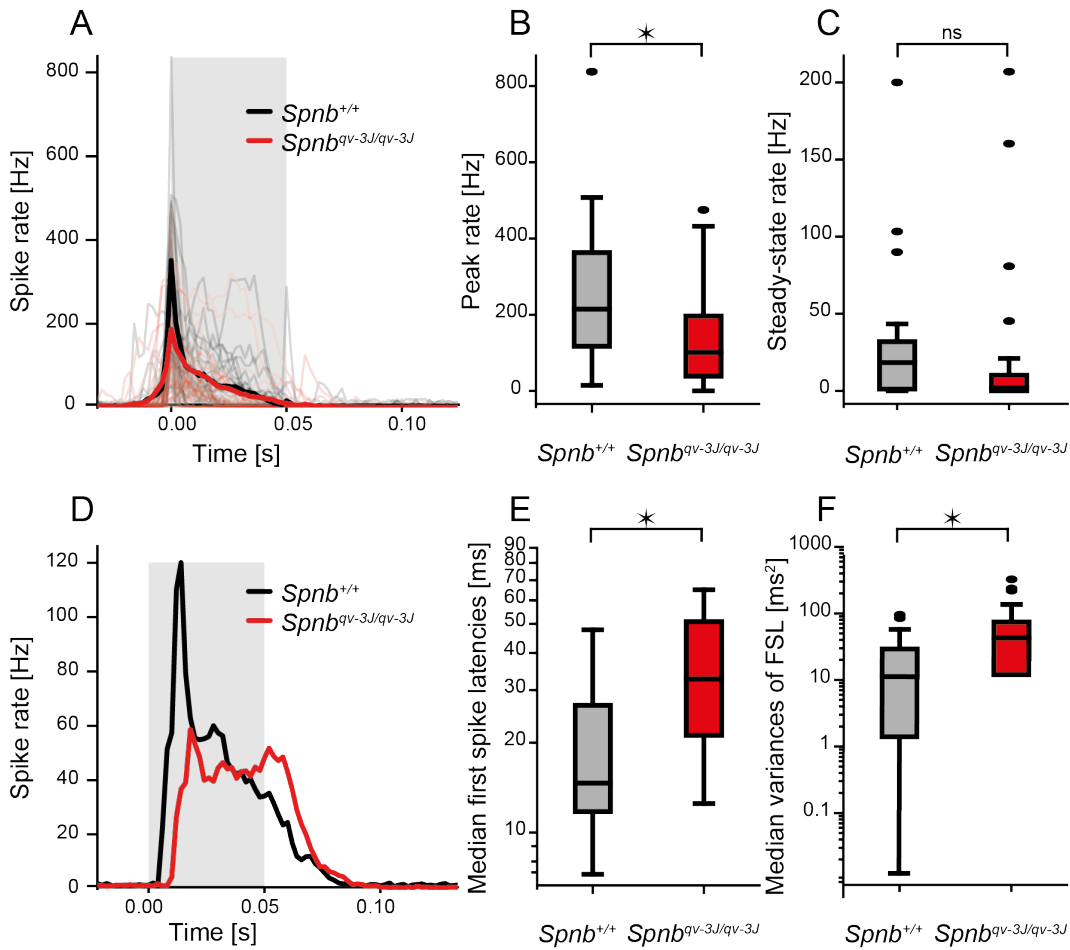 A
Spike rate [Hz]
800
600
400
200
0
0.00
0.05
0.10
Time [s]
Spnb+/+
Spnbqv-3J/qv-3J
B
✶
Peak rate [Hz]
800
600
400
200
0
Spnb+/+ Spnbqv-3J/qv-3J
C
ns
Steady-state rate [Hz]
200
150
100
50
0
Spnb+/+ Spnbqv-3J/qv-3J
D
Spike rate [Hz]
120
100
80
60
40
20
0
0.00
0.05
0.10
Time [s]
Spnb+/+
Spnbqv-3J/qv-3J
E
✶
Median first spike latencies [ms]
90
80
70
60
50
40
30
20
10
Spnb+/+ Spnbqv-3J/qv-3J
F
✶
Median variances of FSL [ms²]
1000
100
10
1
0.1
Spnb+/+ Spnbqv-3J/qv-3J